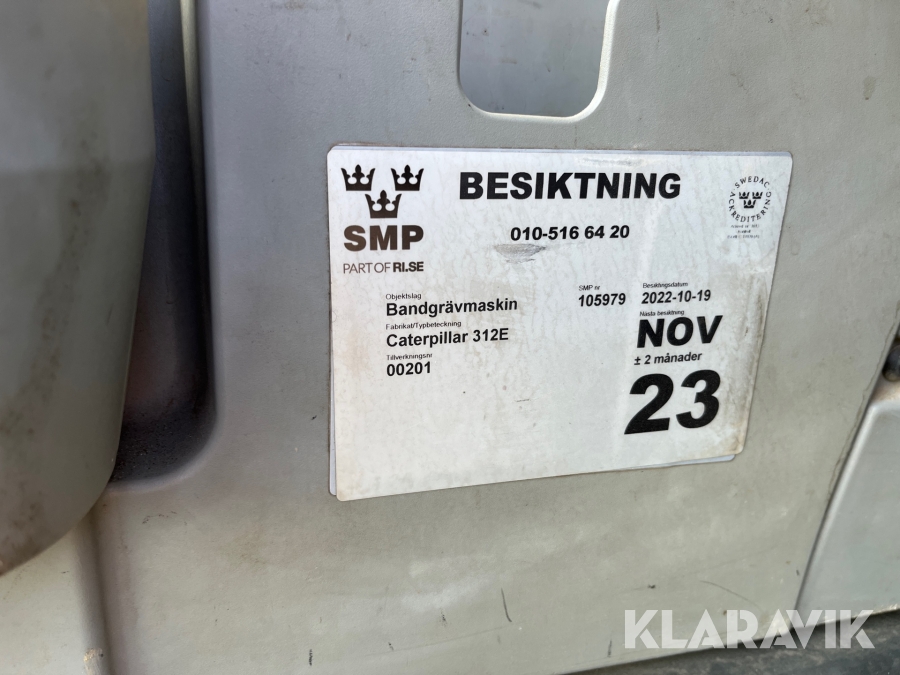 BESIKTNING
010-516 64 20
SMP
PART OF RI.SE
SWEDAC
ACKREDITERING
Objektslag
Bandgrävmaskin
Fabrikat/Typbeteckning
Caterpillar 312E
Tillverkningsnr
00201
SMP nr
105979
Besiktningsdatum
2022-10-19
Nästa besiktning
NOV
± 2 månader
23
KLARAVIK